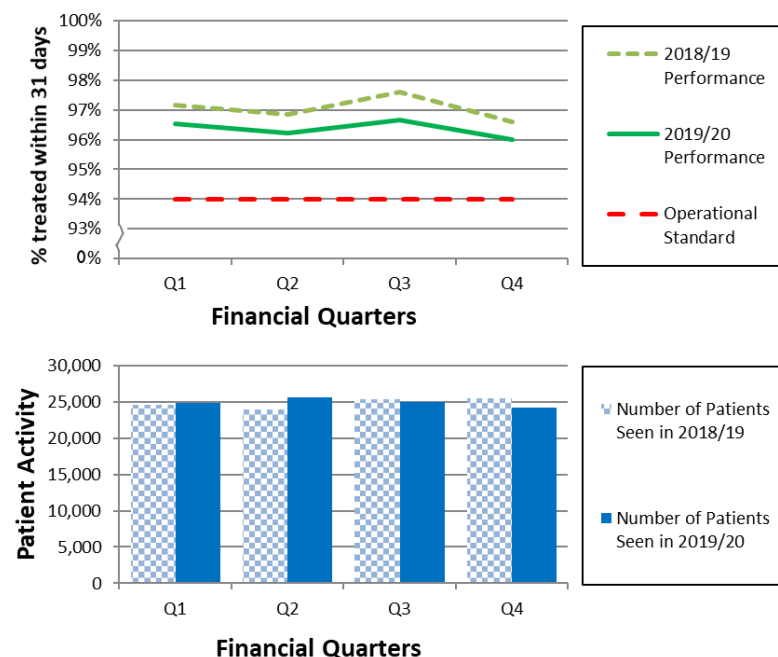 % treated within 31 days
100%
99%
98%
97%
96%
95%
94%
93%
0%
Q1 Q2 Q3 Q4
Financial Quarters
2018/19
Performance
2019/20
Performance
Operational
Standard
Patient Activity
30,000
25,000
20,000
15,000
10,000
5,000
0
Q1 Q2 Q3 Q4
Financial Quarters
Number of Patients
Seen in 2018/19
Number of Patients
Seen in 2019/20